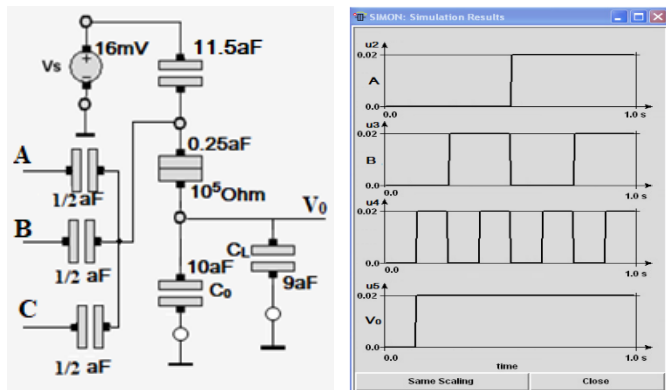 16mV
Vs
11.5aF
0.25aF
10⁵Ohm
A
1/2 aF
B
1/2 aF
C
1/2 aF
V₀
10aF
C₀
C_L
9aF
SIMON: Simulation Results
u2
0.02
A
0.0
0.0
1.0 s
u3
0.02
B
0.0
0.0
1.0 s
u4
0.02
0.0
0.0
1.0 s
u5
0.02
V₀
0.0
0.0
1.0 s
time
Same Scaling
Close